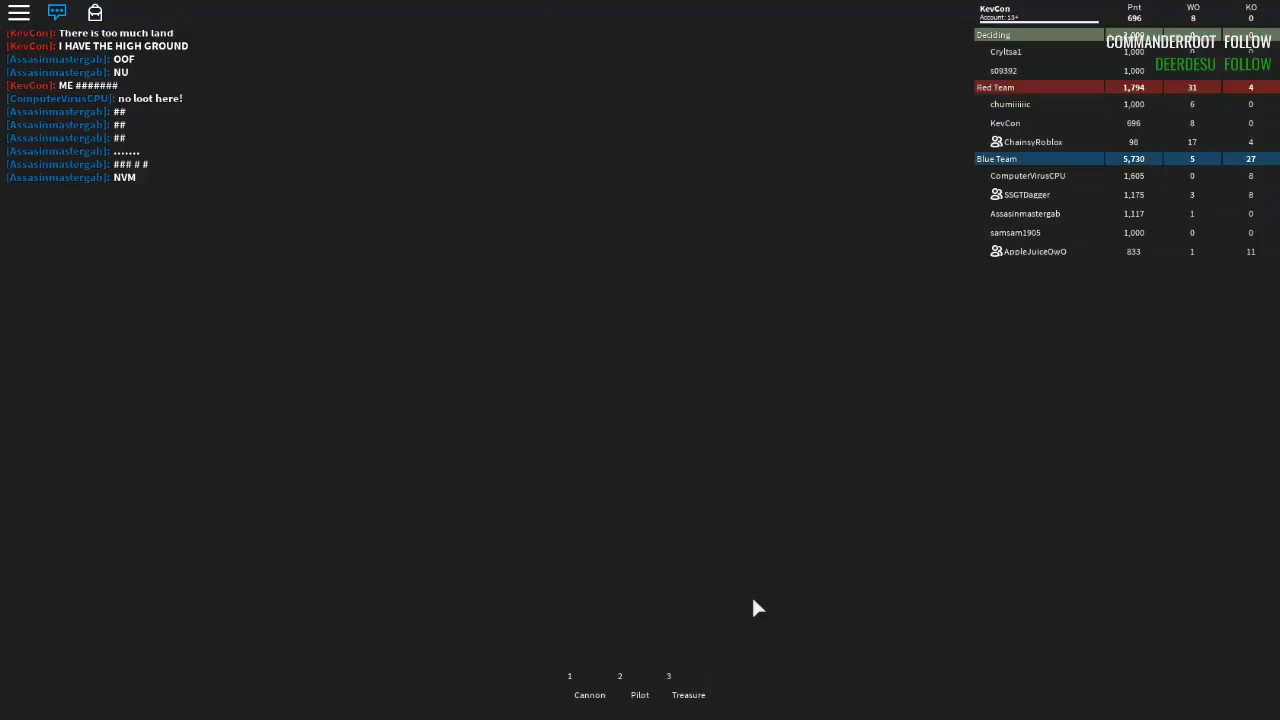 [KevCon]: There is too much land
[KevCon]: I HAVE THE HIGH GROUND
[Assasinmastergab]: OOF
[Assasinmastergab]: NU
[KevCon]: ME #######
[ComputerVirusCPU]: no loot here!
[Assasinmastergab]: ##
[Assasinmastergab]: ##
[Assasinmastergab]: ##
[Assasinmastergab]: .......
[Assasinmastergab]: ### # #
[Assasinmastergab]: NVM
KevCon Pnt WO KO
Account: 13+ 696 8 0
Deciding
COMMANDERROOT FOLLOW
Cryltsa1 1,000
DEERDESU FOLLOW
s09392 1,000
Red Team 1,794 31 4
chumiiiiic 1,000 6 0
KevCon 696 8 0
ChainsyRoblox 98 17 4
Blue Team 5,730 5 27
ComputerVirusCPU 1,605 0 8
SSGTDagger 1,175 3 8
Assasinmastergab 1,117 1 0
samsam1905 1,000 0 0
AppleJuiceOwO 833 1 11
1 2 3
Cannon Pilot Treasure